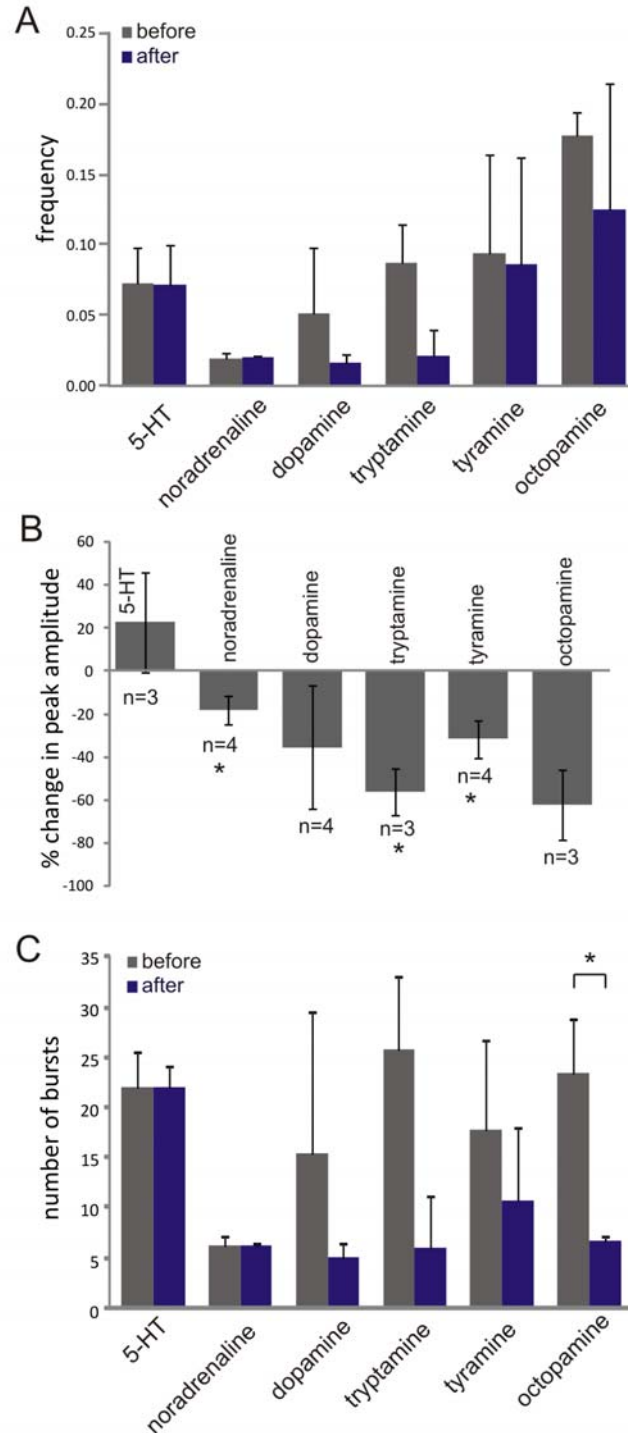 A
before
after
0.25
0.20
0.15
0.10
0.05
0.00
frequency
5-HT
noradrenaline
dopamine
tryptamine
tyramine
octopamine
B
60
40
20
0
-20
-40
-60
-80
-100
% change in peak amplitude
5-HT
noradrenaline
dopamine
tryptamine
tyramine
octopamine
n=3
n=4
*
n=4
n=3
*
n=4
*
n=3
C
before
after
*
35
30
25
20
15
10
5
0
number of bursts
5-HT
noradrenaline
dopamine
tryptamine
tyramine
octopamine